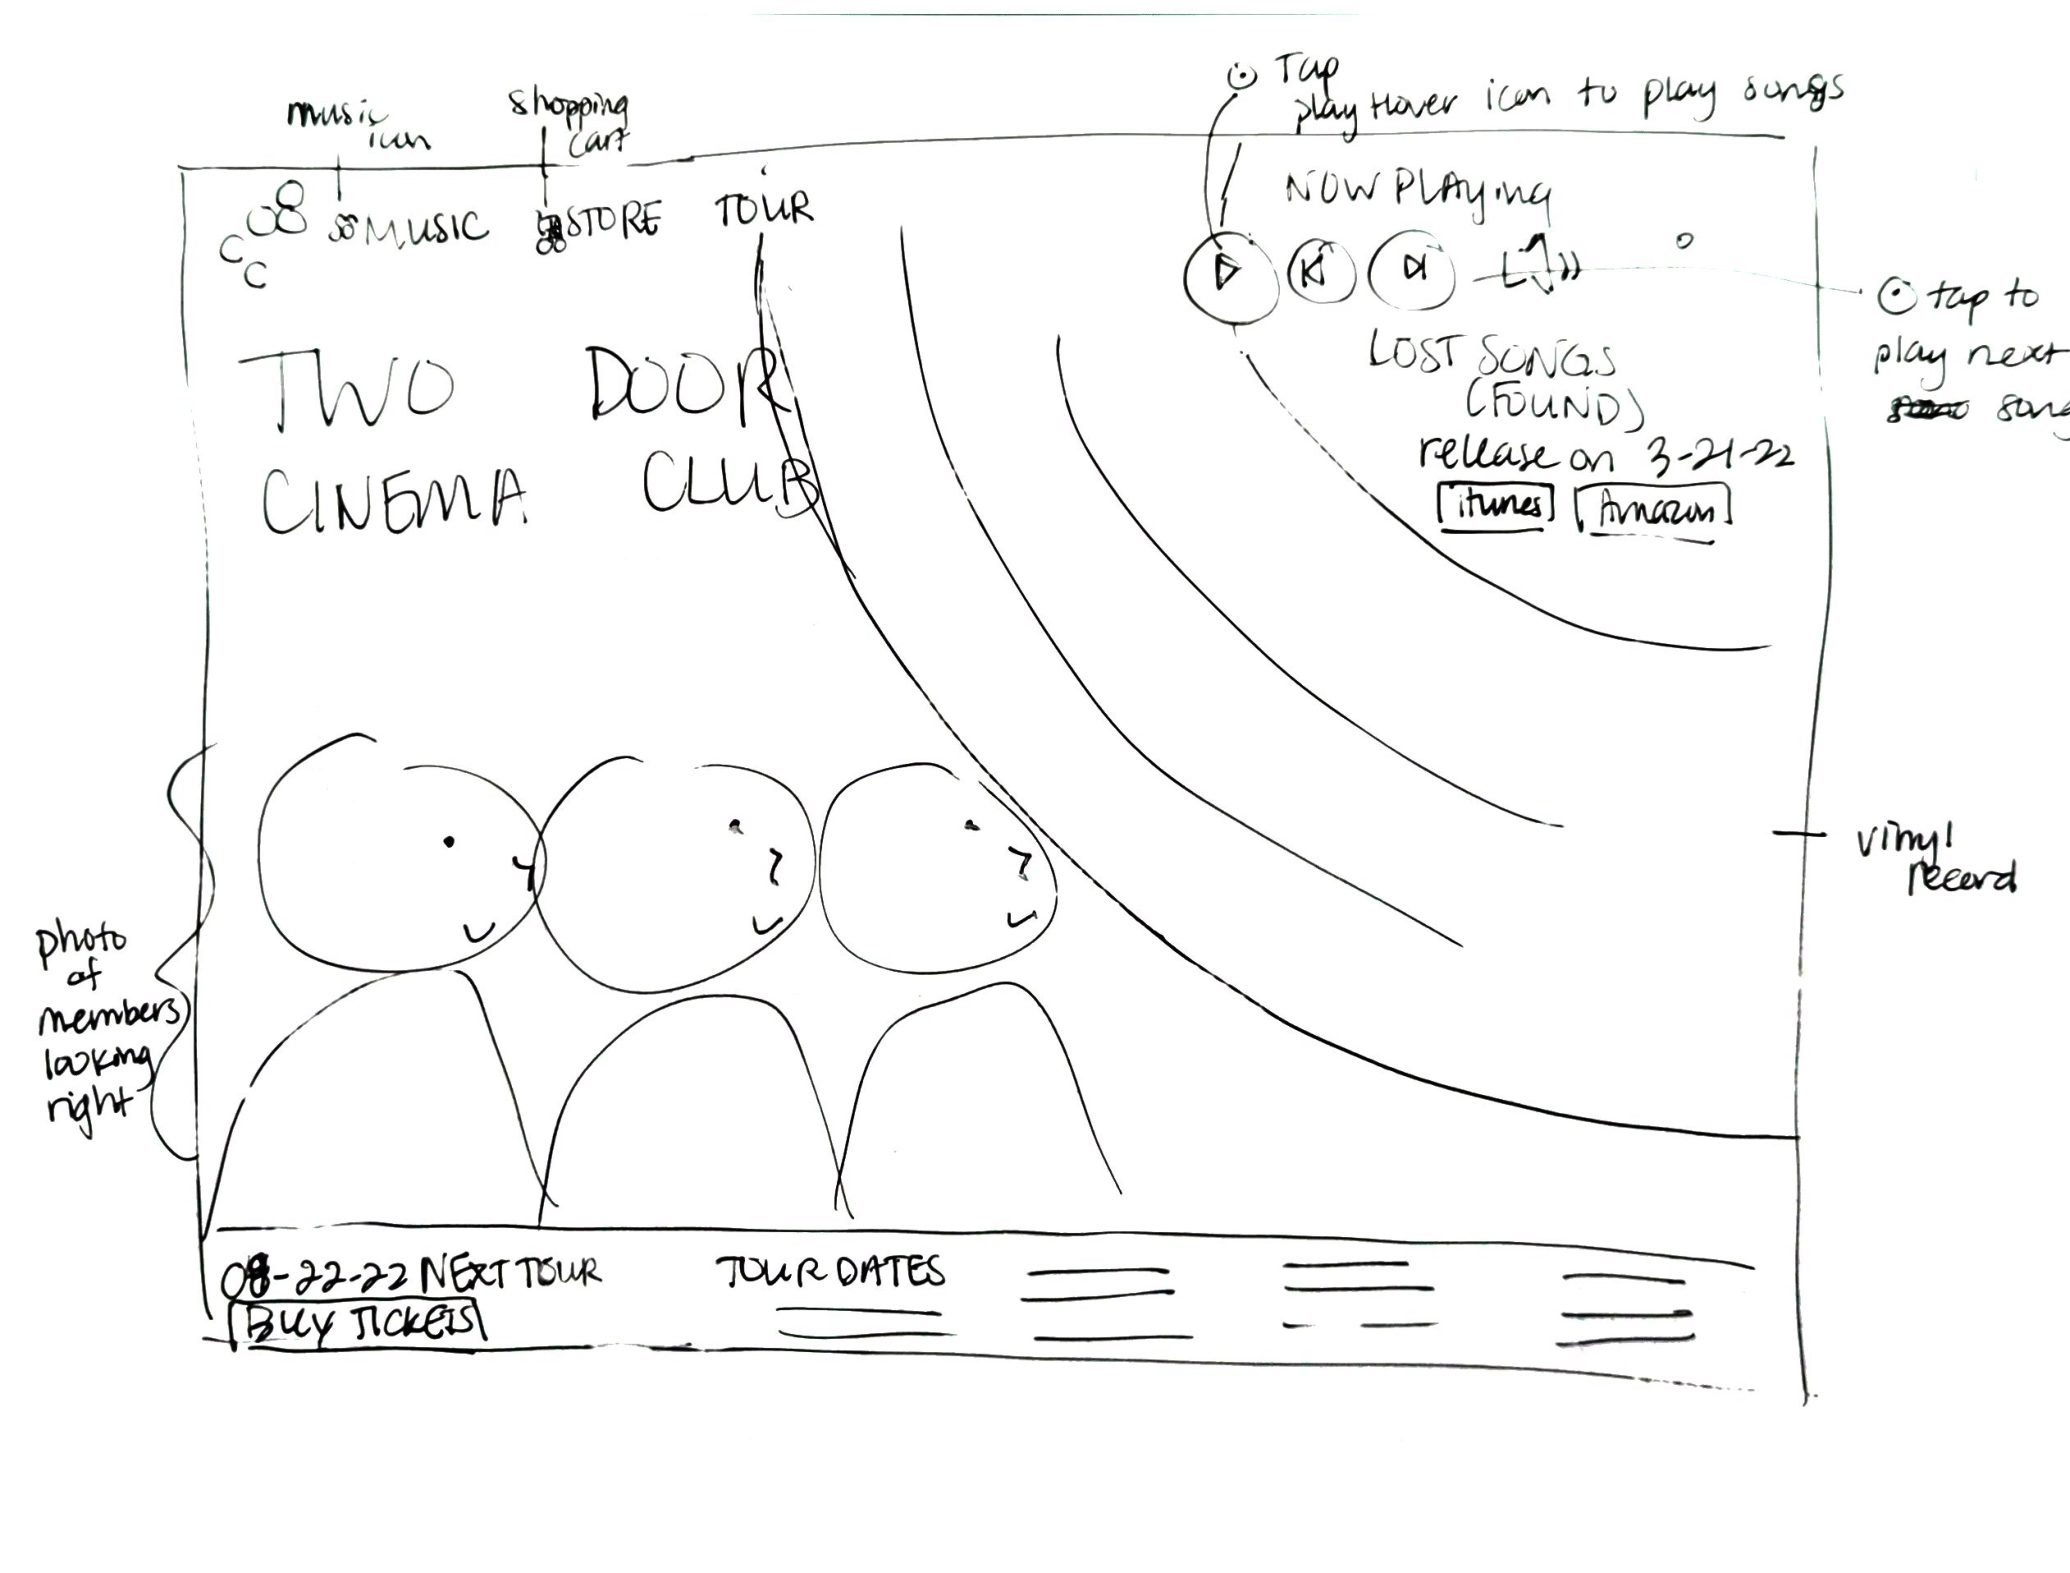 Tap
play Hover icon to play songs
music
icon
shopping
cart
MUSIC
STORE
TOUR
NOW PLAYING
TWO DOOR
CINEMA CLUB
LOST SONGS
(FOUND)
release on 3-21-22
itunes
Amazon
tap to
play next
song
vinyl
record
photo
of
members
looking
right
08-22-22 NEXT TOUR
BUY TICKETS
TOUR DATES